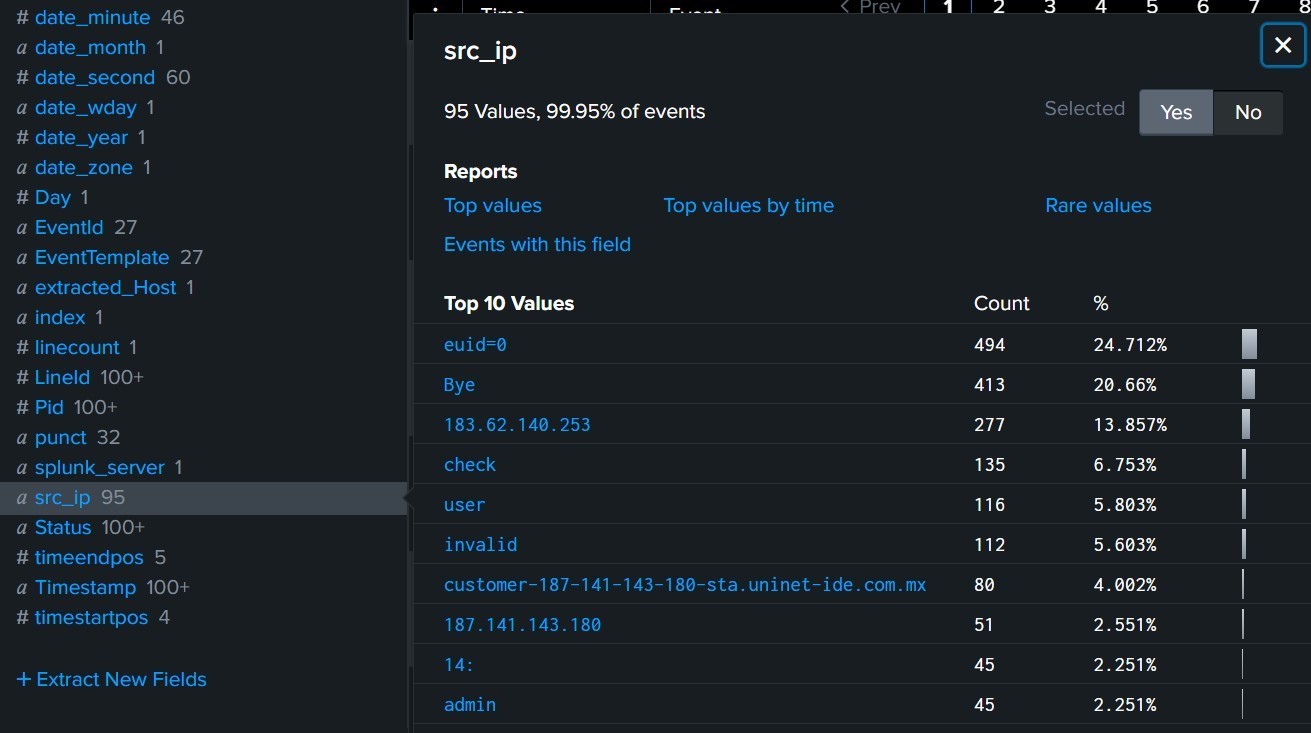 # date_minute 46
a date_month 1
# date_second 60
a date_wday 1
# date_year 1
a date_zone 1
# Day 1
a EventId 27
a EventTemplate 27
a extracted_Host 1
a index 1
# linecount 1
# LineId 100+
# Pid 100+
a punct 32
a splunk_server 1
a src_ip 95
a Status 100+
# timeendpos 5
a Timestamp 100+
# timestartpos 4
+ Extract New Fields
i Time Event
< Prev 1 2 3 4 5 6 7 8
src_ip
✕
95 Values, 99.95% of events
Selected Yes No
Reports
Top values Top values by time Rare values
Events with this field
Top 10 Values Count %
euid=0 494 24.712%
Bye 413 20.66%
183.62.140.253 277 13.857%
check 135 6.753%
user 116 5.803%
invalid 112 5.603%
customer-187-141-143-180-sta.uninet-ide.com.mx 80 4.002%
187.141.143.180 51 2.551%
14: 45 2.251%
admin 45 2.251%